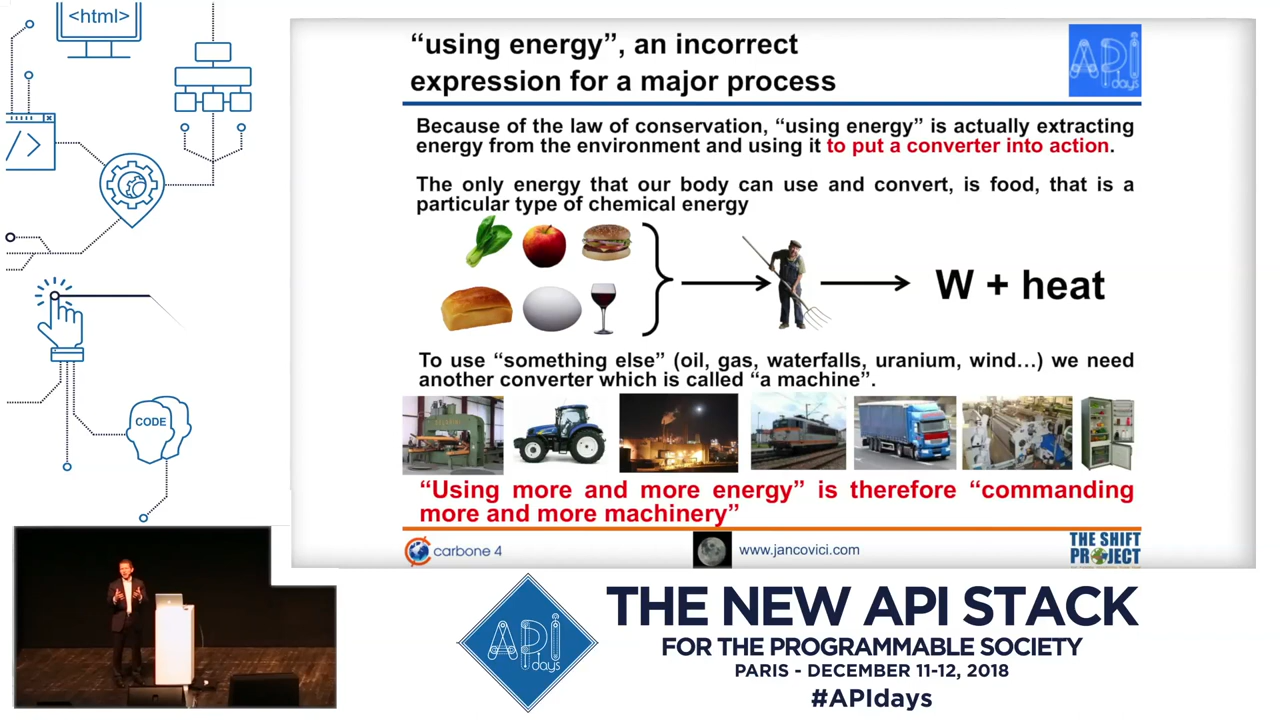 <html>
“using energy”, an incorrect
expression for a major process
API
days
Because of the law of conservation, “using energy” is actually extracting
energy from the environment and using it to put a converter into action.
The only energy that our body can use and convert, is food, that is a
particular type of chemical energy
W + heat
To use “something else” (oil, gas, waterfalls, uranium, wind…) we need
another converter which is called “a machine”.
“Using more and more energy” is therefore “commanding
more and more machinery”
carbone 4
www.jancovici.com
THE SHIFT
PROJECT
</>
CODE
API
days
THE NEW API STACK
FOR THE PROGRAMMABLE SOCIETY
PARIS - DECEMBER 11-12, 2018
#APIdays